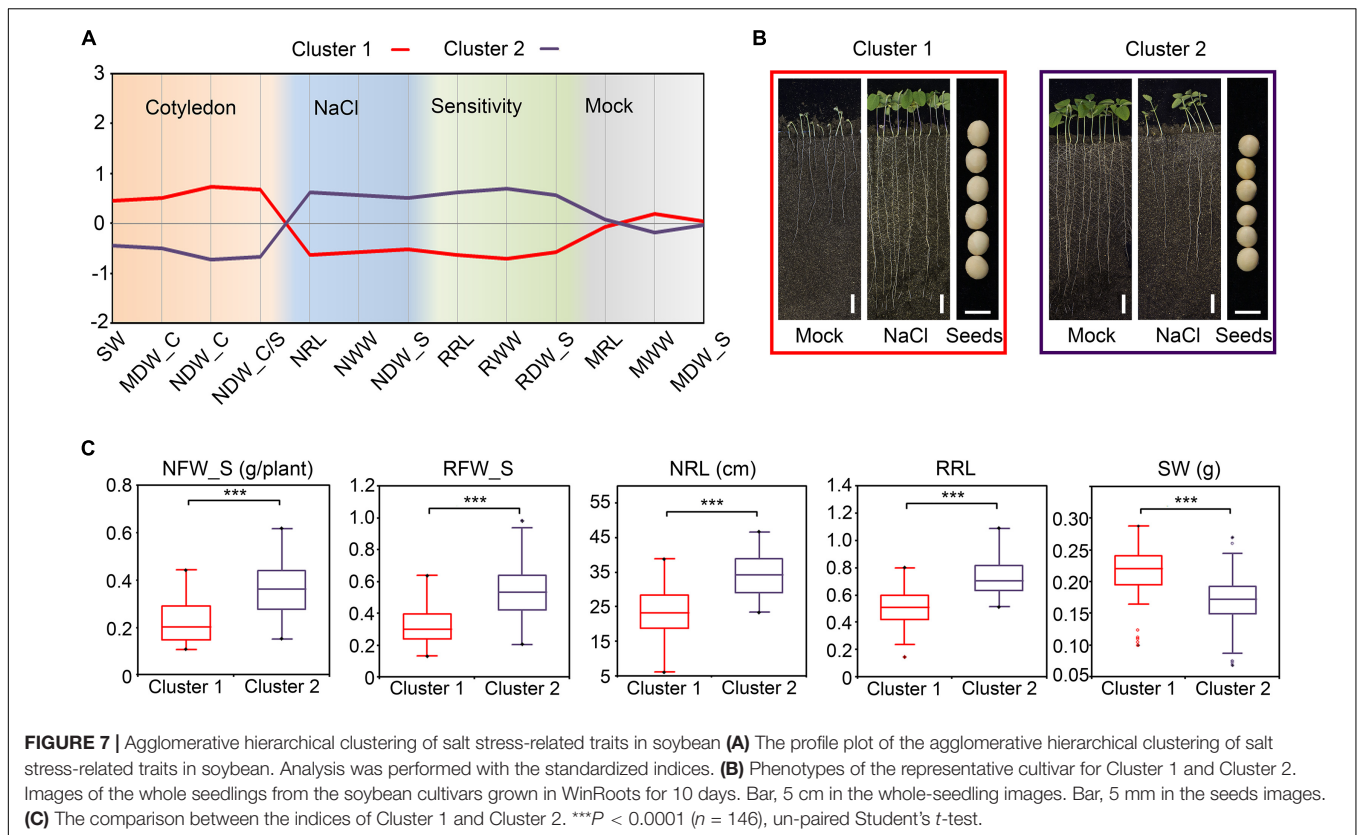 A
Cluster 1
Cluster 2
3
2
1
0
-1
-2
Cotyledon
NaCl
Sensitivity
Mock
SW
MDW_C
NDW_C
NDW_C/S
NRL
NWW
NDW_S
RRL
RWW
RDW_S
MRL
MWW
MDW_S
B
Cluster 1
Cluster 2
Mock
NaCl
Seeds
Mock
NaCl
Seeds
C
NFW_S (g/plant)
0.8
0.6
0.4
0.2
0
***
Cluster 1 Cluster 2
RFW_S
1.2
1.0
0.8
0.6
0.4
0.2
0
***
Cluster 1 Cluster 2
NRL (cm)
55
45
35
25
15
5
***
Cluster 1 Cluster 2
RRL
1.4
1.2
1.0
0.8
0.6
0.4
0.2
0
***
Cluster 1 Cluster 2
SW (g)
0.30
0.25
0.20
0.15
0.10
0.05
***
Cluster 1 Cluster 2
FIGURE 7 | Agglomerative hierarchical clustering of salt stress-related traits in soybean (A) The profile plot of the agglomerative hierarchical clustering of salt
stress-related traits in soybean. Analysis was performed with the standardized indices. (B) Phenotypes of the representative cultivar for Cluster 1 and Cluster 2.
Images of the whole seedlings from the soybean cultivars grown in WinRoots for 10 days. Bar, 5 cm in the whole-seedling images. Bar, 5 mm in the seeds images.
(C) The comparison between the indices of Cluster 1 and Cluster 2. ***P < 0.0001 (n = 146), un-paired Student's t-test.